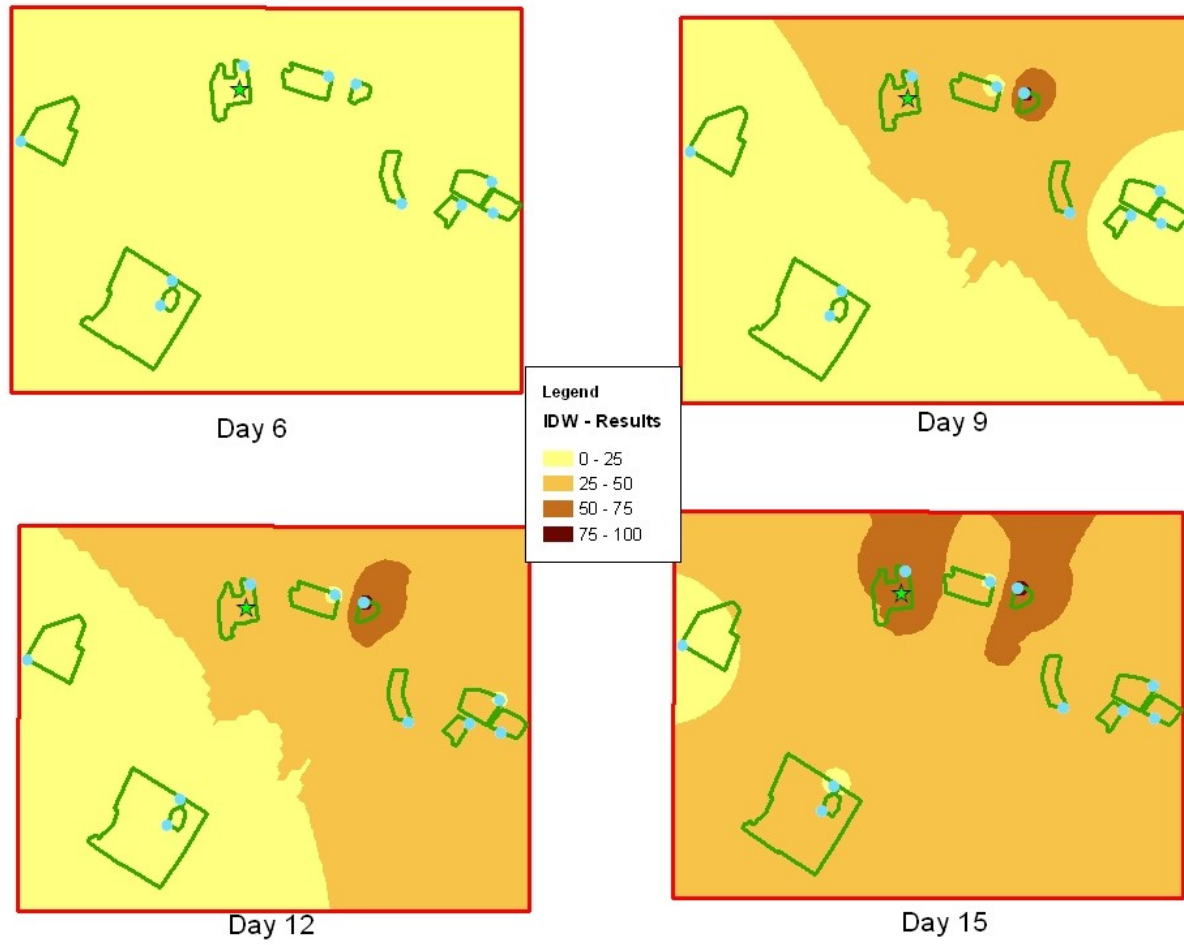 Day 6
Day 9
Legend
IDW - Results
0 - 25
25 - 50
50 - 75
75 - 100
Day 12
Day 15